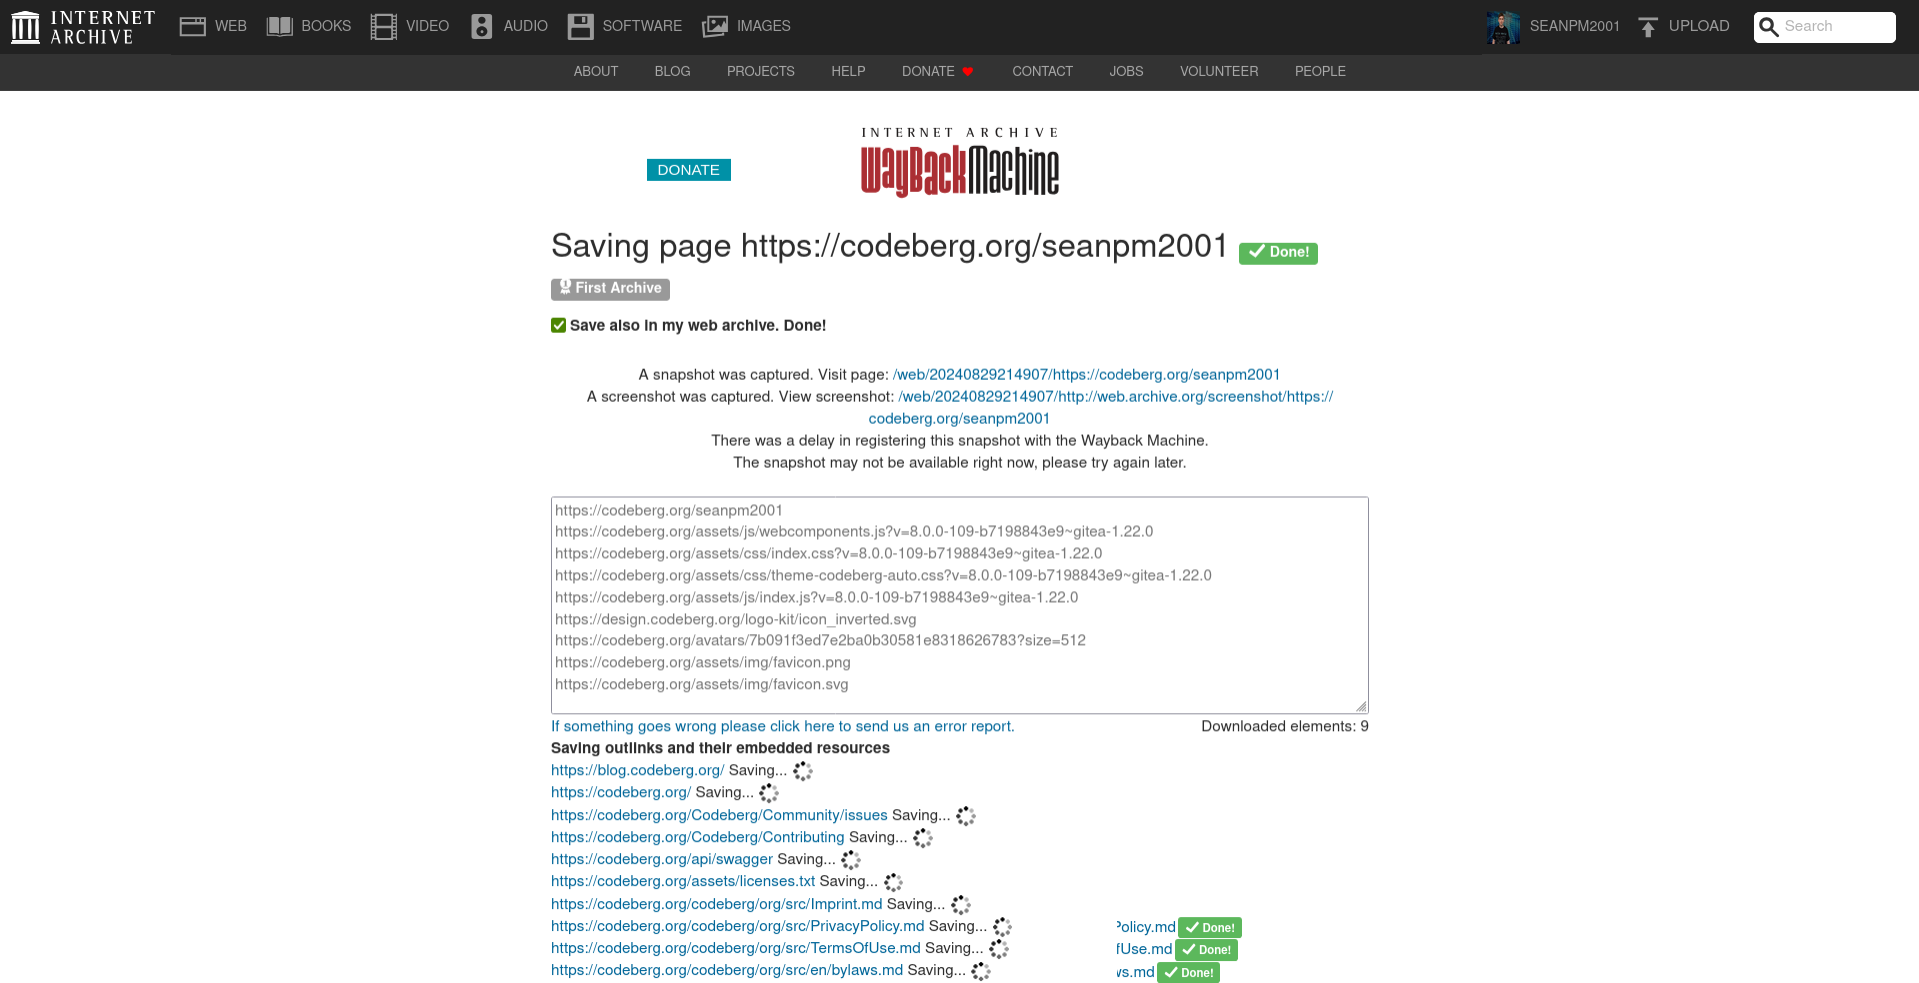 INTERNET ARCHIVE
WEB BOOKS VIDEO AUDIO SOFTWARE IMAGES SEANPM2001 UPLOAD Search
ABOUT BLOG PROJECTS HELP DONATE CONTACT JOBS VOLUNTEER PEOPLE
INTERNET ARCHIVE
DONATE WayBackMachine
Saving page https://codeberg.org/seanpm2001 Done!
First Archive
Save also in my web archive. Done!
A snapshot was captured. Visit page: /web/20240829214907/https://codeberg.org/seanpm2001
A screenshot was captured. View screenshot: /web/20240829214907/http://web.archive.org/screenshot/https://
codeberg.org/seanpm2001
There was a delay in registering this snapshot with the Wayback Machine.
The snapshot may not be available right now, please try again later.
https://codeberg.org/seanpm2001
https://codeberg.org/assets/js/webcomponents.js?v=8.0.0-109-b7198843e9~gitea-1.22.0
https://codeberg.org/assets/css/index.css?v=8.0.0-109-b7198843e9~gitea-1.22.0
https://codeberg.org/assets/css/theme-codeberg-auto.css?v=8.0.0-109-b7198843e9~gitea-1.22.0
https://codeberg.org/assets/js/index.js?v=8.0.0-109-b7198843e9~gitea-1.22.0
https://design.codeberg.org/logo-kit/icon_inverted.svg
https://codeberg.org/avatars/7b091f3ed7e2ba0b30581e8318626783?size=512
https://codeberg.org/assets/img/favicon.png
https://codeberg.org/assets/img/favicon.svg
If something goes wrong please click here to send us an error report. Downloaded elements: 9
Saving outlinks and their embedded resources
https://blog.codeberg.org/ Saving...
https://codeberg.org/ Saving...
https://codeberg.org/Codeberg/Community/issues Saving...
https://codeberg.org/Codeberg/Contributing Saving...
https://codeberg.org/api/swagger Saving...
https://codeberg.org/assets/licenses.txt Saving...
https://codeberg.org/codeberg/org/src/Imprint.md Saving...
https://codeberg.org/codeberg/org/src/PrivacyPolicy.md Saving... Policy.md Done!
https://codeberg.org/codeberg/org/src/TermsOfUse.md Saving... fUse.md Done!
https://codeberg.org/codeberg/org/src/en/bylaws.md Saving... ws.md Done!